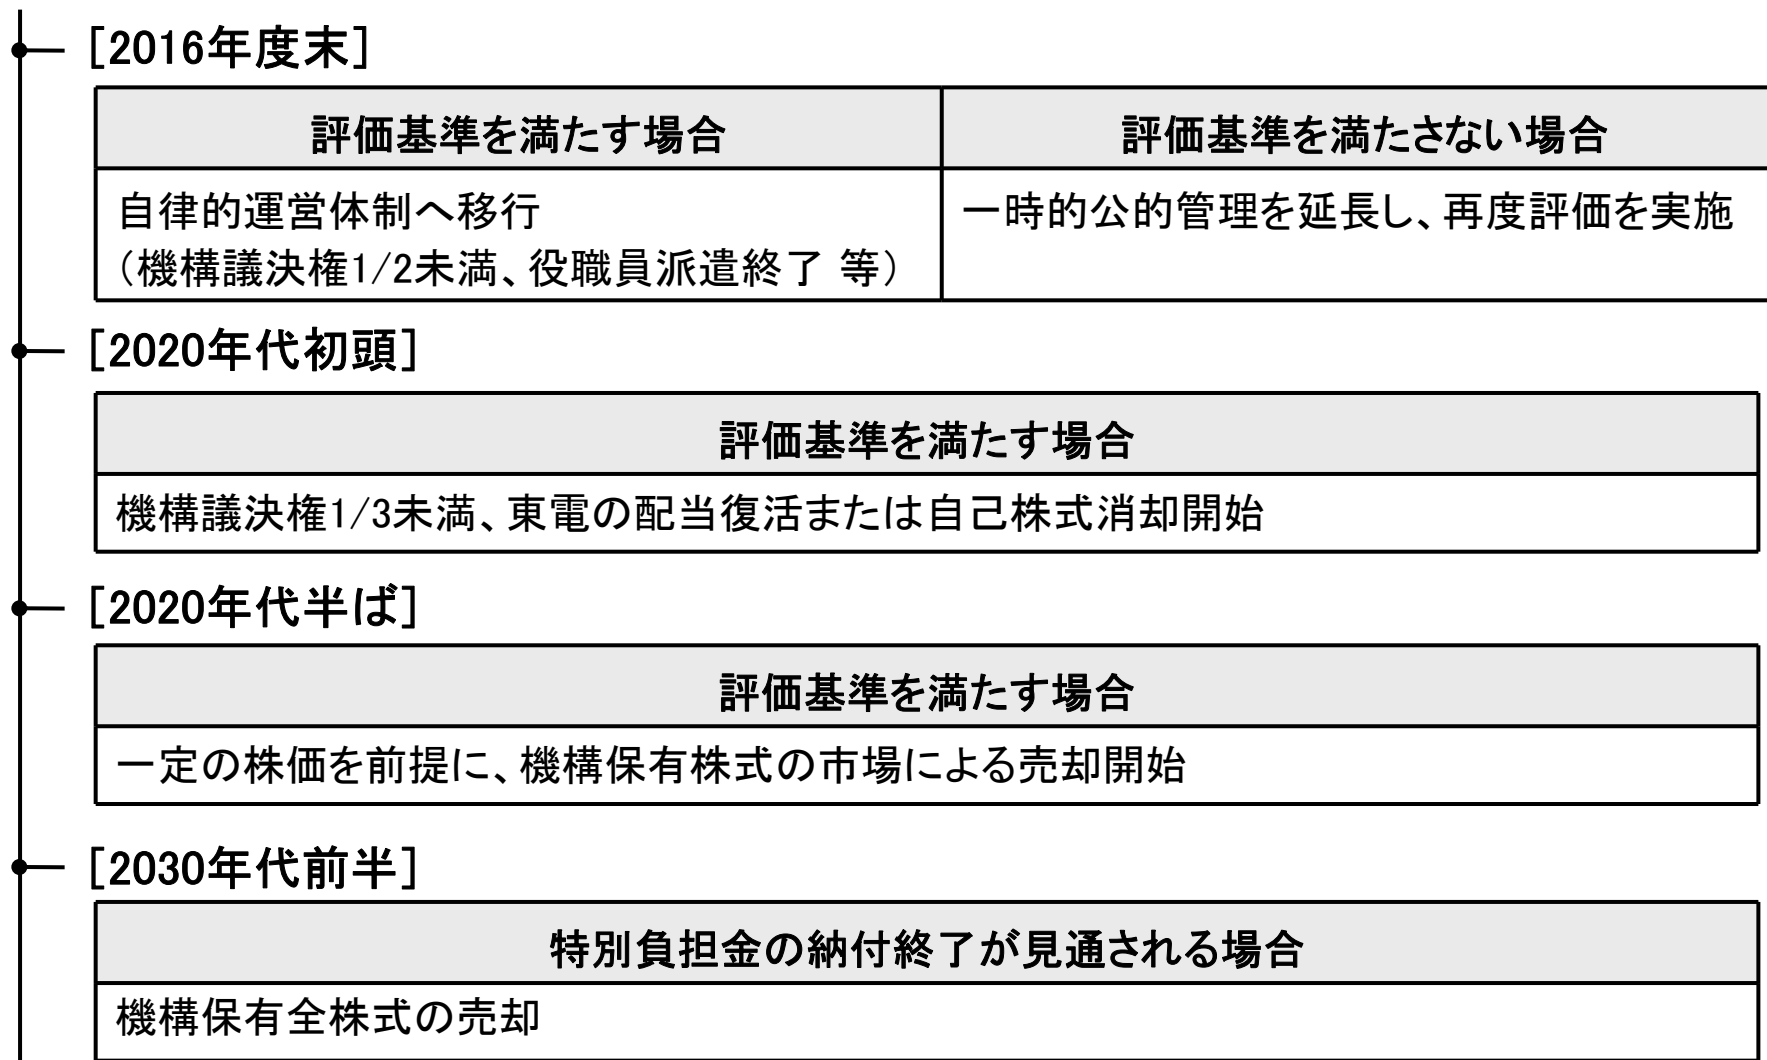 [2016年度末]
評価基準を満たす場合
評価基準を満たさない場合
自律的運営体制へ移行
（機構議決権1/2未満、役職員派遣終了 等）
一時的公的管理を延長し、再度評価を実施
[2020年代初頭]
評価基準を満たす場合
機構議決権1/3未満、東電の配当復活または自己株式消却開始
[2020年代半ば]
評価基準を満たす場合
一定の株価を前提に、機構保有株式の市場による売却開始
[2030年代前半]
特別負担金の納付終了が見通される場合
機構保有全株式の売却